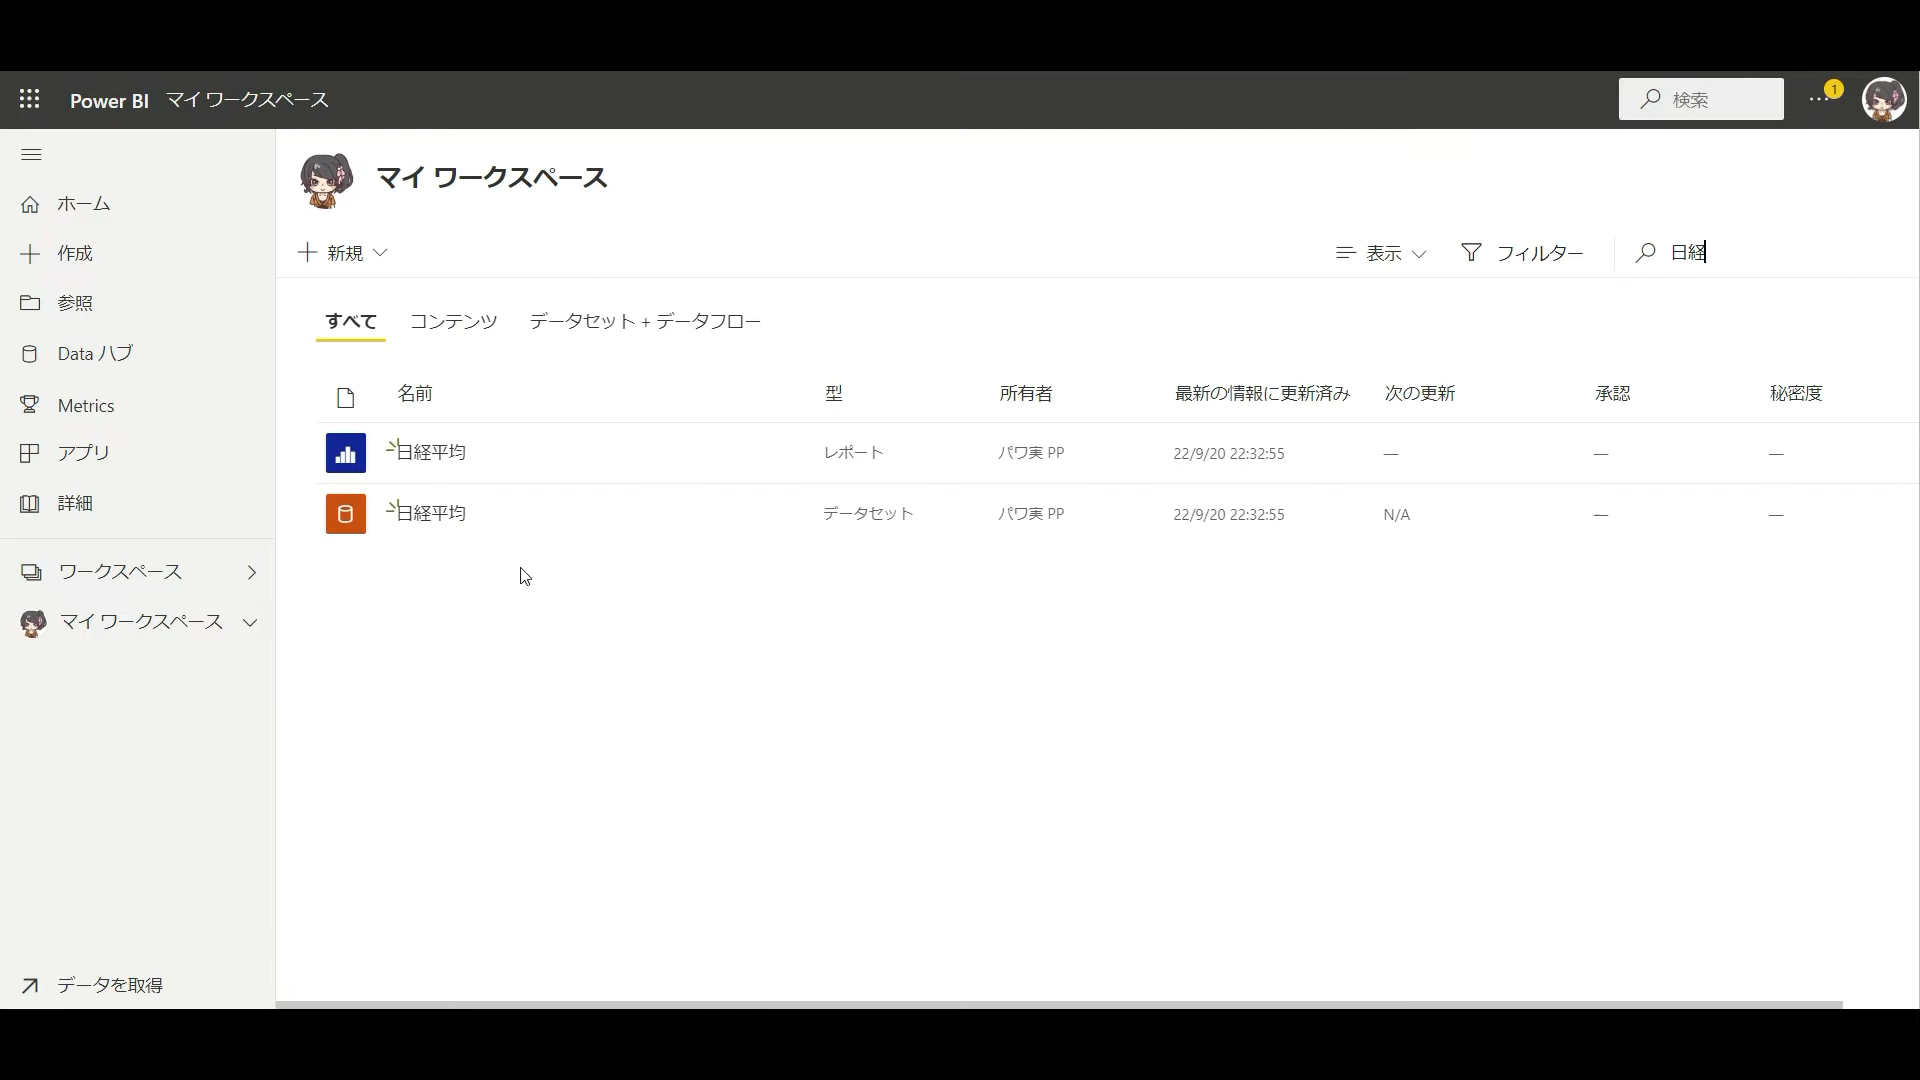 Power BI マイ ワークスペース 検索 1
マイ ワークスペース
ホーム
作成
参照
Data ハブ
Metrics
アプリ
詳細
ワークスペース
マイ ワークスペース
データを取得
新規 表示 フィルター 日経
すべて コンテンツ データセット + データフロー
名前 型 所有者 最新の情報に更新済み 次の更新 承認 秘密度
日経平均 レポート パワ実 PP 22/9/20 22:32:55 — — —
日経平均 データセット パワ実 PP 22/9/20 22:32:55 N/A — —